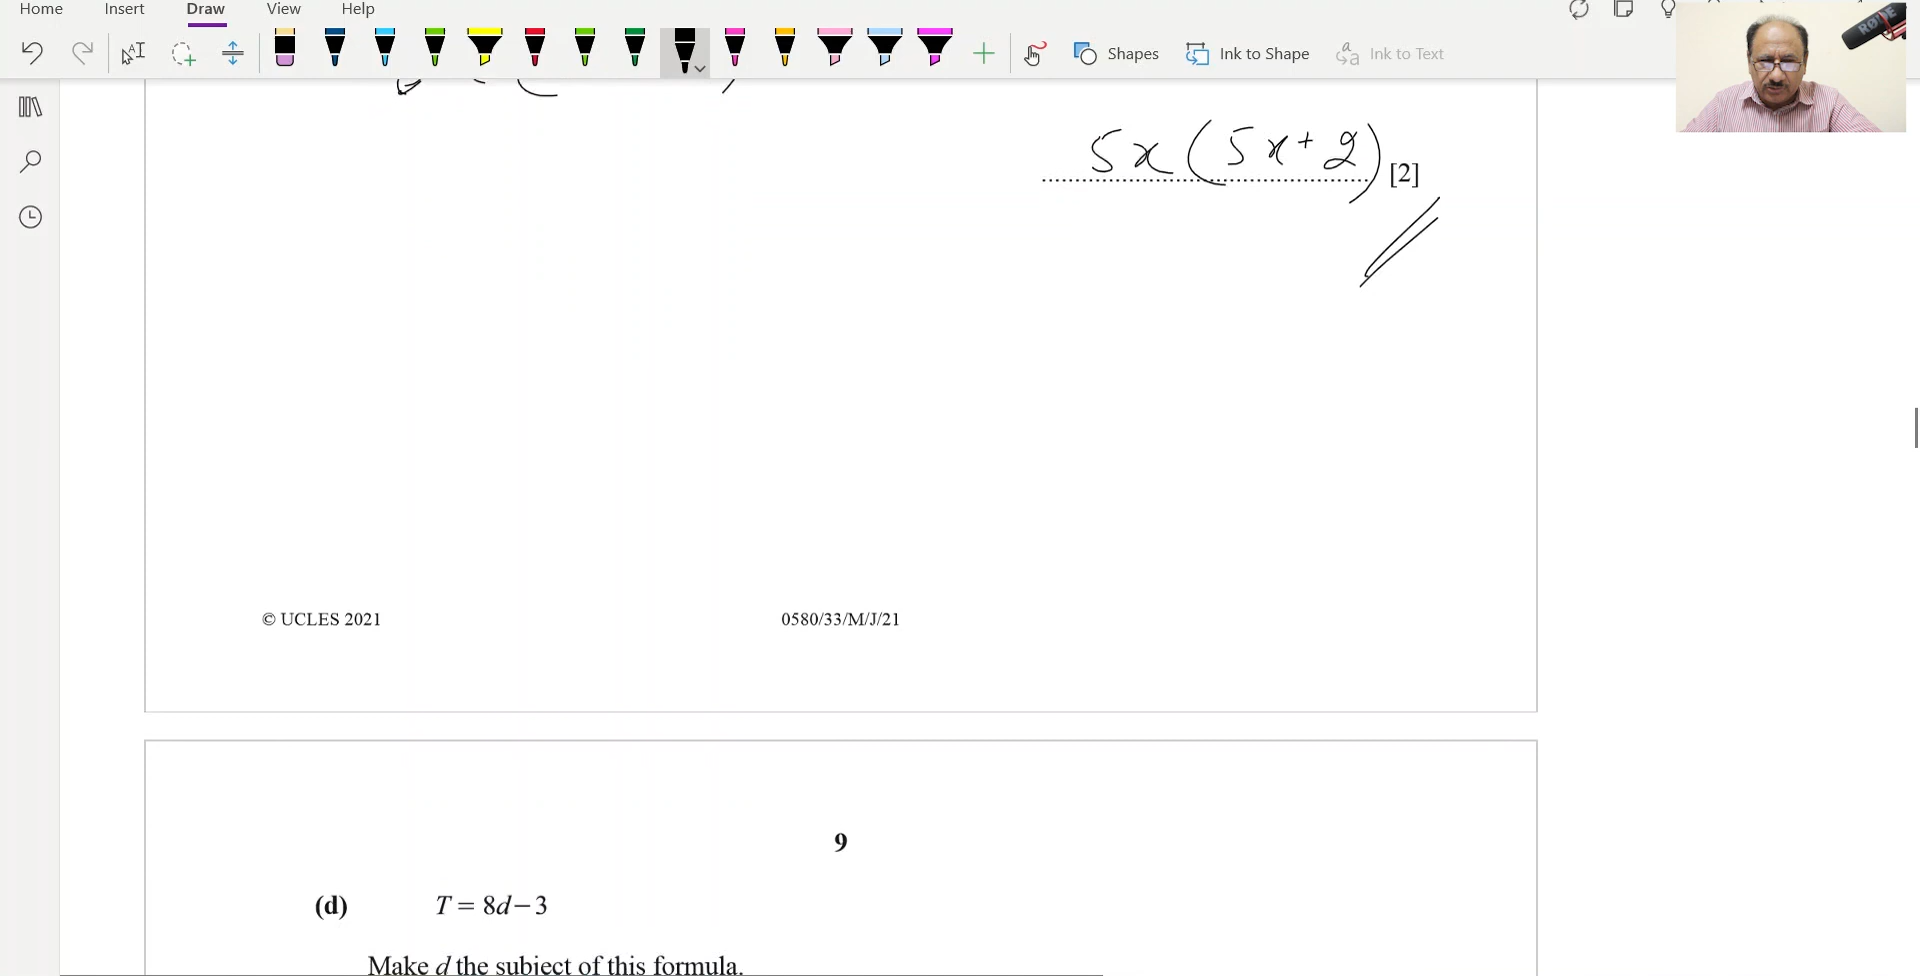 Home Insert Draw View Help
Shapes Ink to Shape Ink to Text
RØDE
5x(5x+2) [2]
© UCLES 2021 0580/33/M/J/21
9
(d) T = 8d − 3
Make d the subject of this formula.